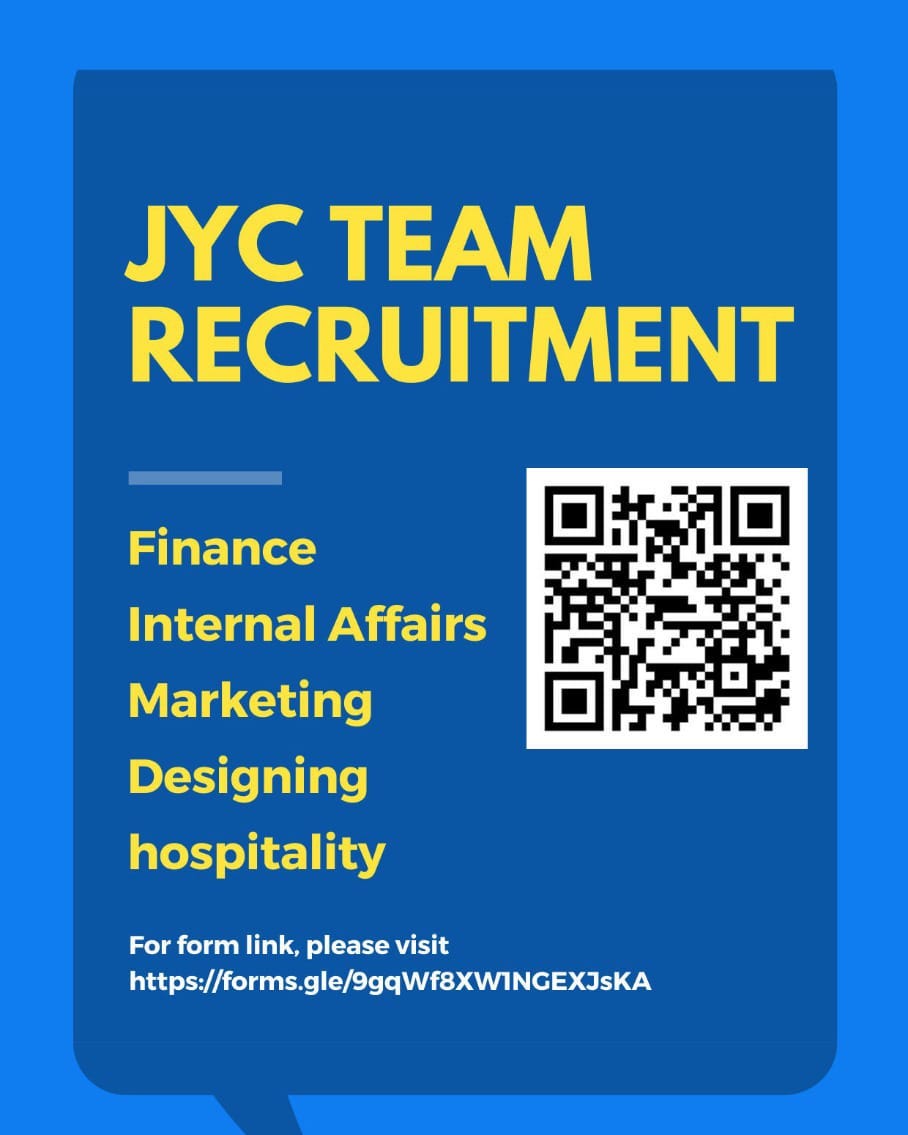 JYC TEAM
RECRUITMENT
Finance
Internal Affairs
Marketing
Designing
hospitality
For form link, please visit
https://forms.gle/9gqWf8XW1NGEXJsKA